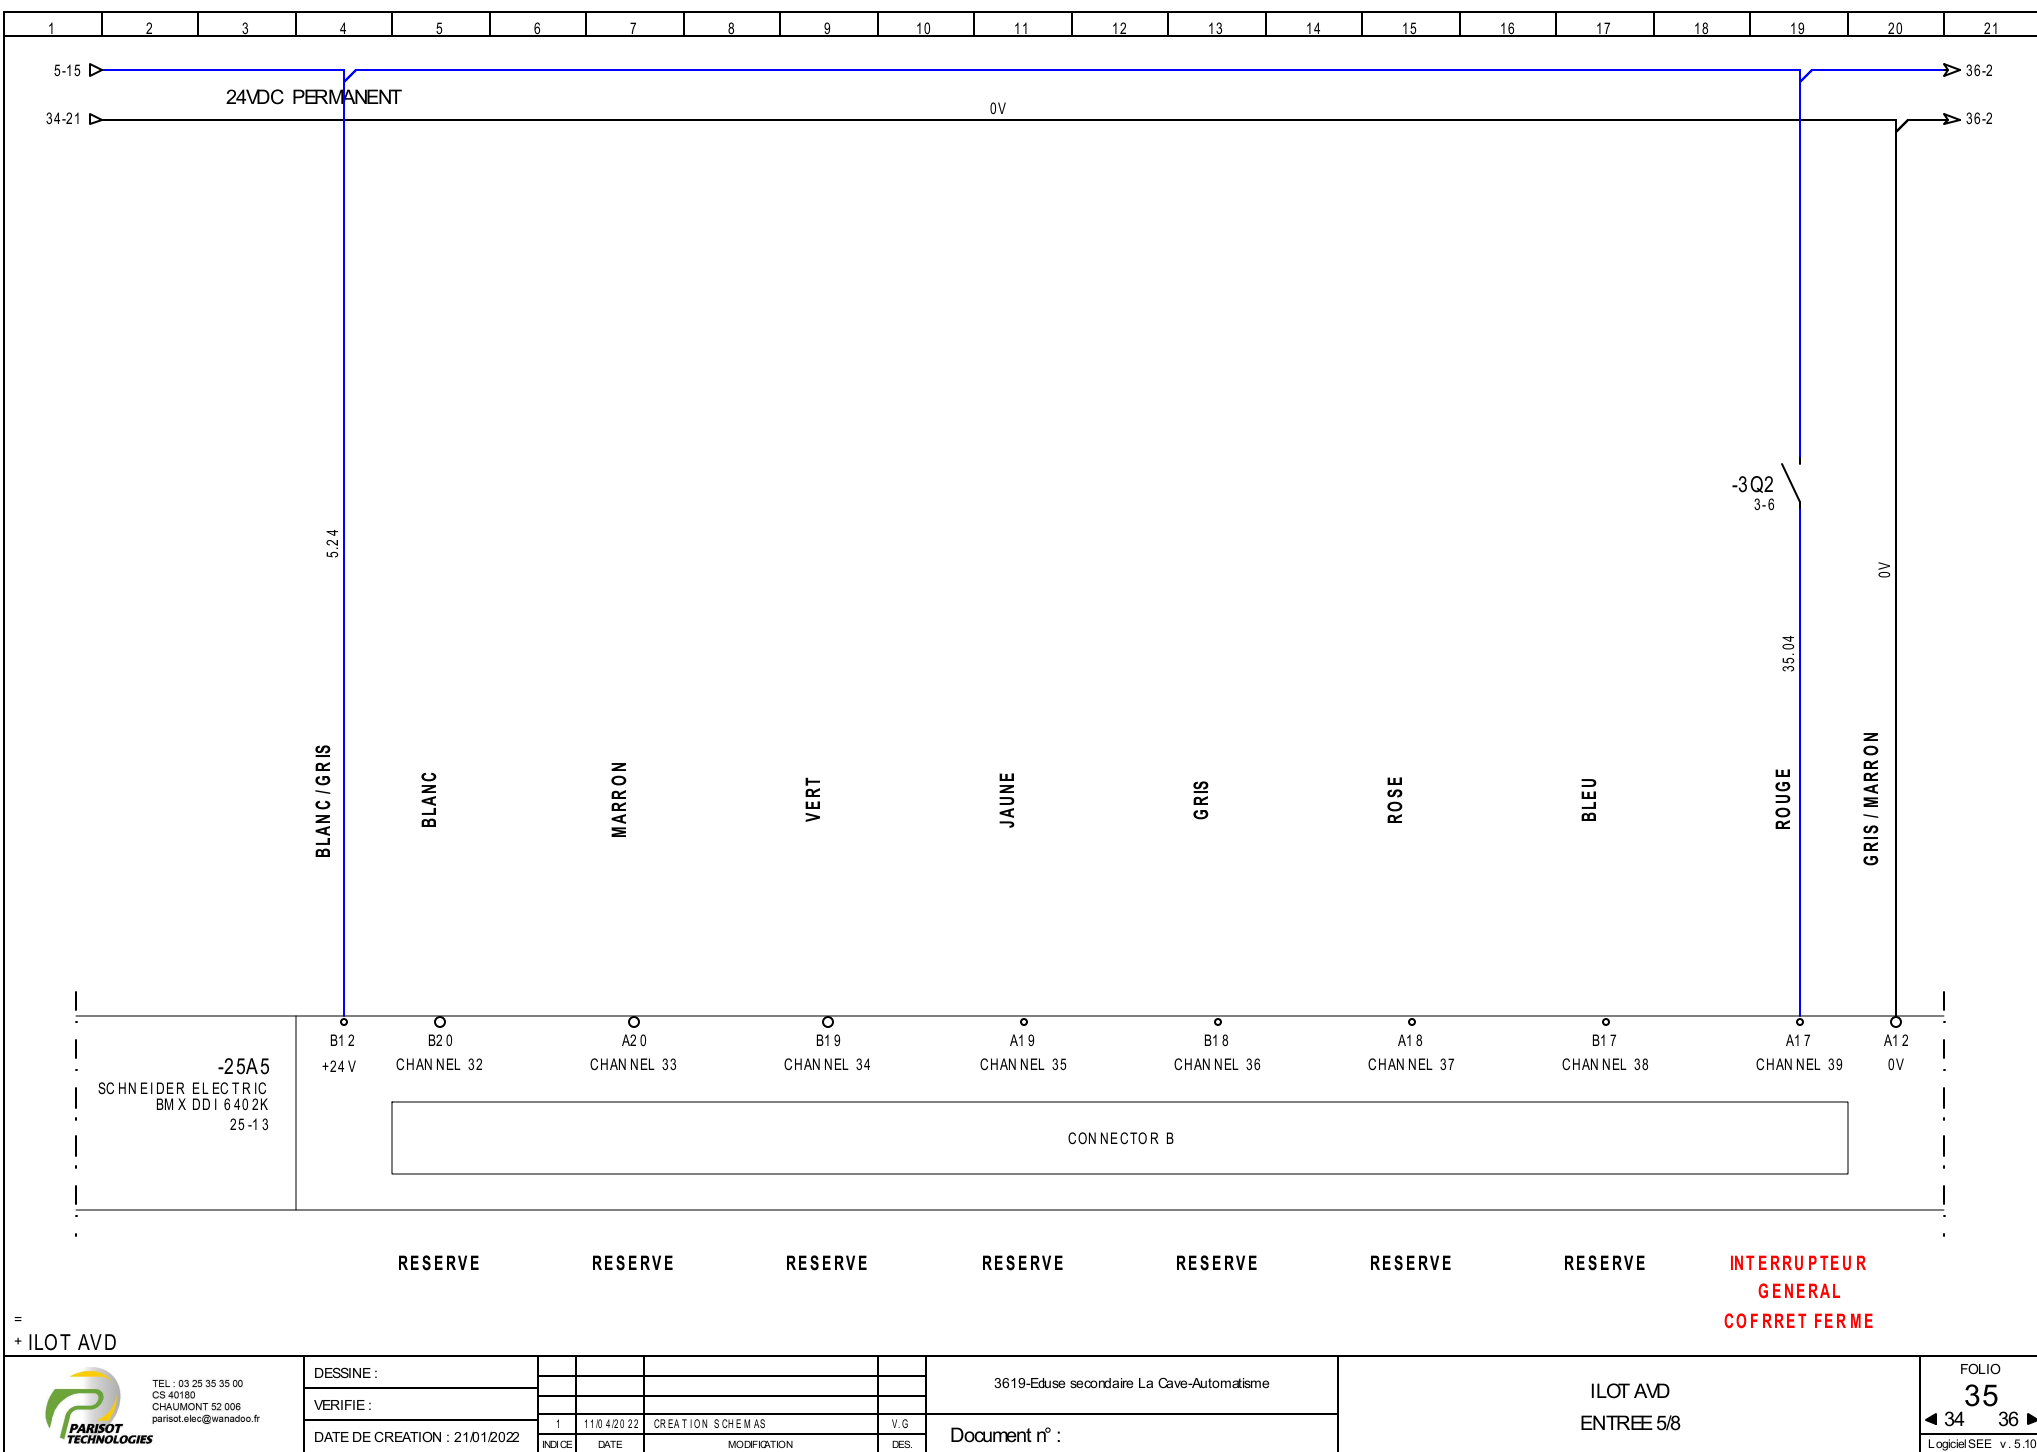 1 2 3 4 5 6 7 8 9 10 11 12 13 14 15 16 17 18 19 20 21
5-15 36-2
24VDC PERMANENT
0V
34-21 36-2
-3Q2
3-6
5.24
0V
35.04
BLANC / GRIS BLANC MARRON VERT JAUNE GRIS ROSE BLEU ROUGE GRIS / MARRON
B12 B20 A20 B19 A19 B18 A18 B17 A17 A12
+24V CHANNEL 32 CHANNEL 33 CHANNEL 34 CHANNEL 35 CHANNEL 36 CHANNEL 37 CHANNEL 38 CHANNEL 39 0V
-25A5
SCHNEIDER ELECTRIC
BMX DDI 6402K
25-13
CONNECTOR B
RESERVE RESERVE RESERVE RESERVE RESERVE RESERVE RESERVE INTERRUPTEUR
GENERAL
COFRRET FERME
=
+ ILOT AVD
PARISOT
TECHNOLOGIES
TEL : 03 25 35 35 00
CS 40180
CHAUMONT 52 006
parisot.elec@wanadoo.fr
DESSINE :
VERIFIE :
DATE DE CREATION : 21/01/2022
1 11/04/2022 CREATION SCHEMAS V.G
INDICE DATE MODIFICATION DES.
3619-Eduse secondaire La Cave-Automatisme
Document n° :
ILOT AVD
ENTREE 5/8
FOLIO
35
34 36
Logiciel SEE v.5.10